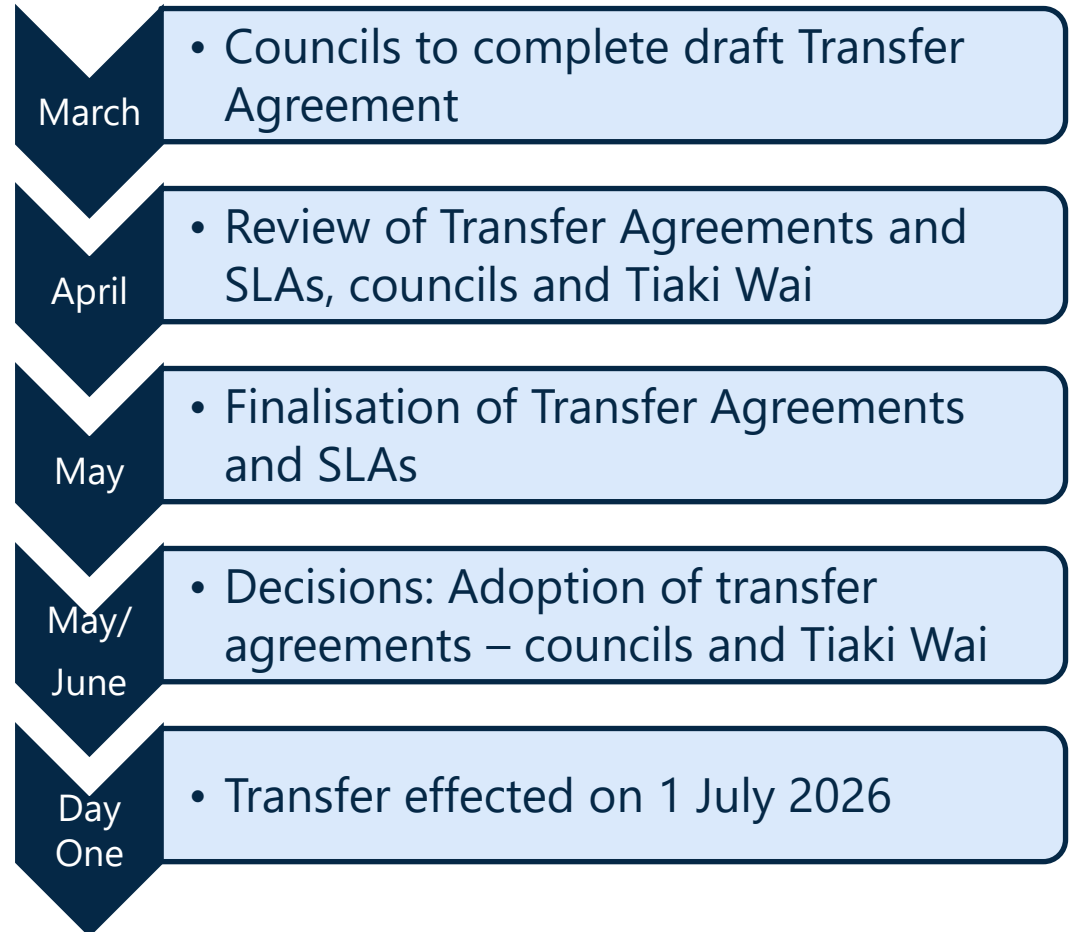 March
• Councils to complete draft Transfer
Agreement
April
• Review of Transfer Agreements and
SLAs, councils and Tiaki Wai
May
• Finalisation of Transfer Agreements
and SLAs
May/
June
• Decisions: Adoption of transfer
agreements – councils and Tiaki Wai
Day
One
• Transfer effected on 1 July 2026